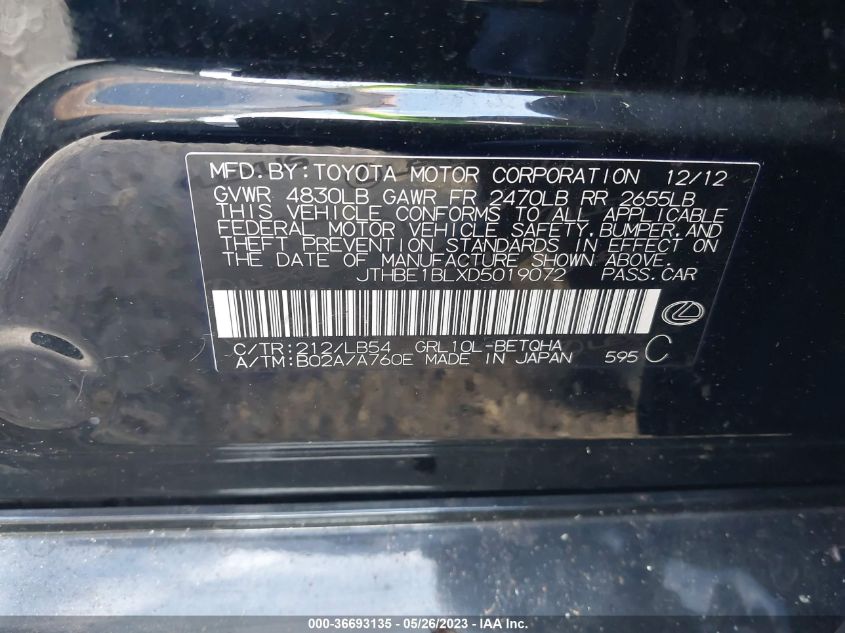 MFD. BY: TOYOTA MOTOR CORPORATION 12/12
GVWR 4830LB GAWR FR 2470LB RR 2655LB
THIS VEHICLE CONFORMS TO ALL APPLICABLE
FEDERAL MOTOR VEHICLE SAFETY, BUMPER, AND
THEFT PREVENTION STANDARDS IN EFFECT ON
THE DATE OF MANUFACTURE SHOWN ABOVE.
JTHBE1BLXD5019072 PASS. CAR
C/TR: 212/LB54 GRL10L-BETQHA
A/TM: B02A/A760E MADE IN JAPAN 595 C
000-36693135 - 05/26/2023 - IAA Inc.